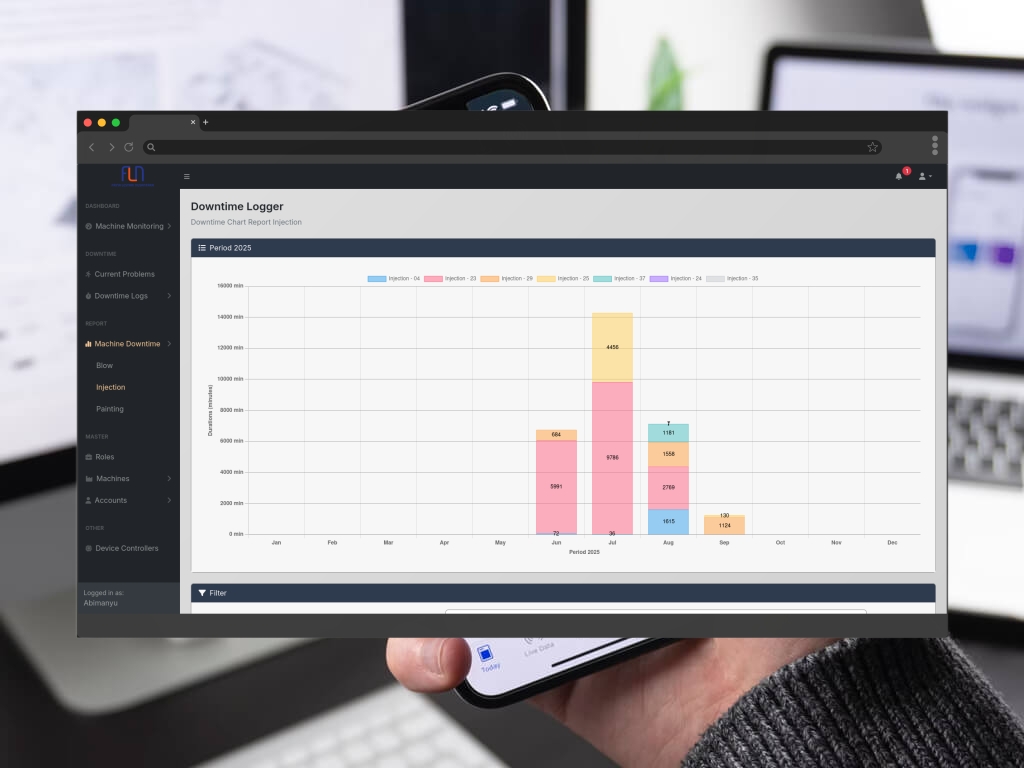 Downtime Logger
Downtime Chart Report Injection
DASHBOARD
Machine Monitoring
DOWNTIME
Current Problems
Downtime Logs
REPORT
Machine Downtime
Blow
Injection
Painting
MASTER
Roles
Machines
Accounts
OTHER
Device Controllers
Logged in as:
Abimanyu
1
Period 2025
Injection - 04 Injection - 23 Injection - 29 Injection - 25 Injection - 37 Injection - 24 Injection - 35
16000 min
14000 min
12000 min
10000 min
8000 min
6000 min
4000 min
2000 min
0 min
Durations (minutes)
684
5991
72
4456
9786
36
7
1181
1558
2769
1615
130
1124
Jan Feb Mar Apr May Jun Jul Aug Sep Oct Nov Dec
Period 2025
Filter
Today
Live Data